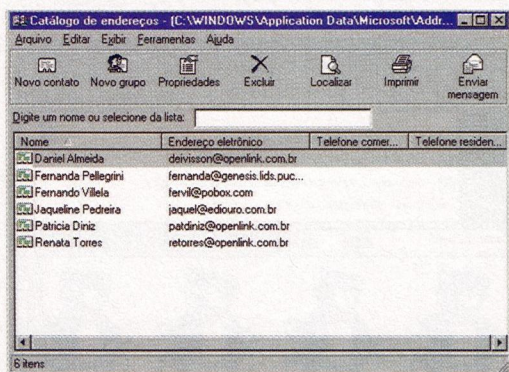 Catálogo de endereços - (C:\WINDOWS\Application Data\Microsoft\Addr...
Arquivo Editar Exibir Ferramentas Ajuda
Novo contato Novo grupo Propriedades Excluir Localizar Imprimir Enviar mensagem
Digite um nome ou selecione da lista:
Nome Endereço eletrônico Telefone comer... Telefone residen...
Daniel Almeida deivisson@openlink.com.br
Fernanda Pellegrini fernanda@genesis.lids.puc...
Fernando Villela fervil@pobox.com
Jaqueline Pedreira jaquel@ediouro.com.br
Patricia Diniz patdiniz@openlink.com.br
Renata Torres retorres@openlink.com.br
6 itens